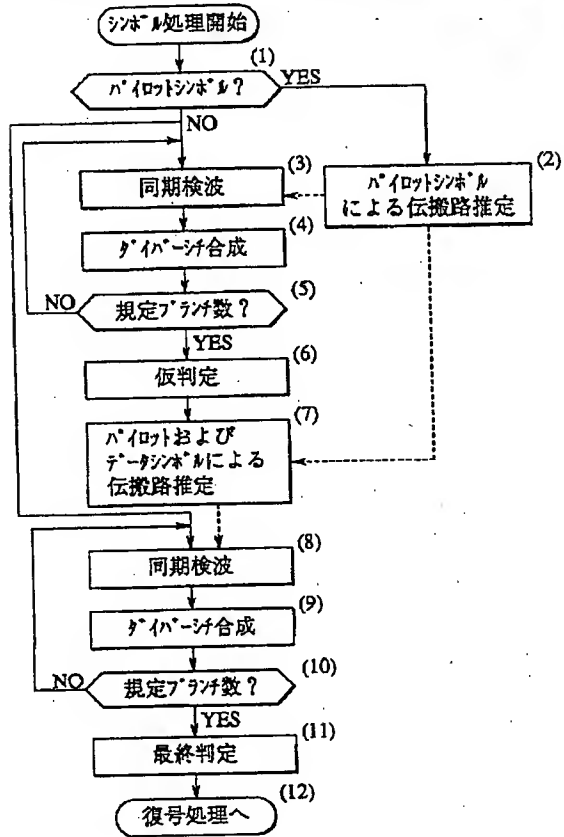 シンボル処理開始
(1)
パイロットシンボル？
YES
NO
(2)
パイロットシンボル
による伝搬路推定
(3)
同期検波
(4)
ダイバーシチ合成
(5)
規定ブランチ数？
NO
YES
(6)
仮判定
(7)
パイロットおよび
データシンボルによる
伝搬路推定
(8)
同期検波
(9)
ダイバーシチ合成
(10)
規定ブランチ数？
NO
YES
(11)
最終判定
(12)
復号処理へ